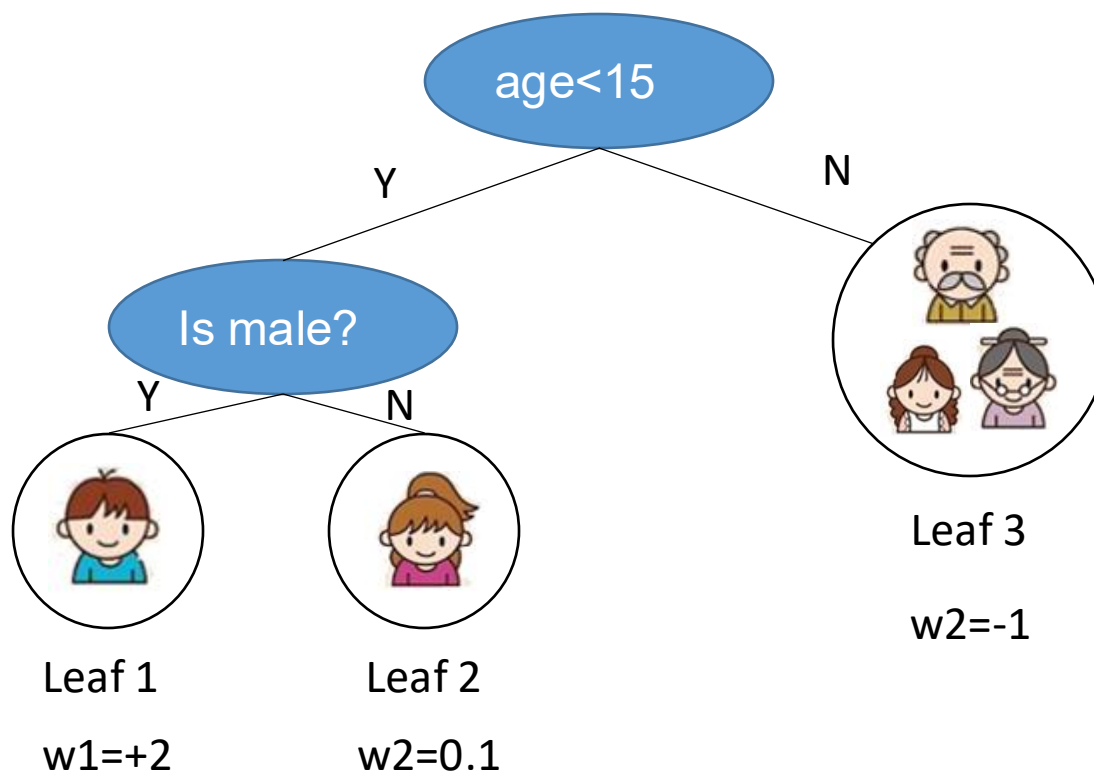 age<15
Y
N
Is male?
Y
N
Leaf 1
w1=+2
Leaf 2
w2=0.1
Leaf 3
w2=-1